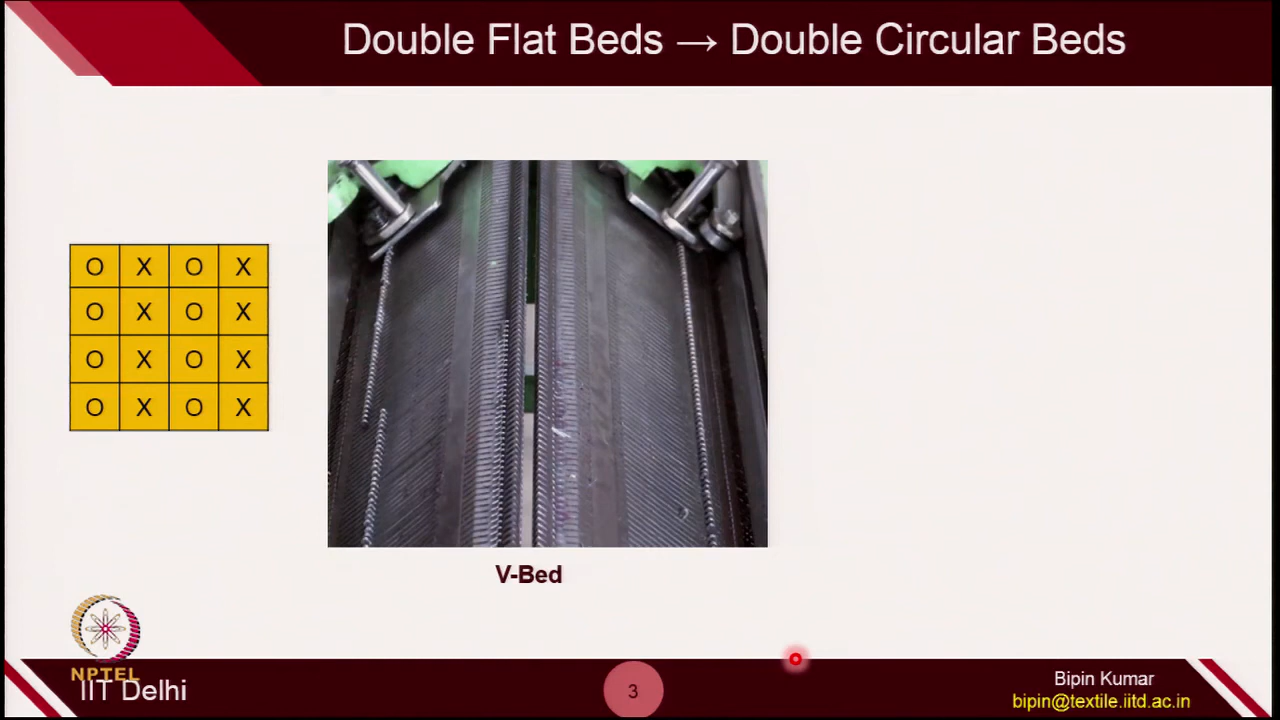 Double Flat Beds → Double Circular Beds
O X O X
O X O X
O X O X
O X O X
V-Bed
NPTEL
IIT Delhi
3
Bipin Kumar
bipin@textile.iitd.ac.in